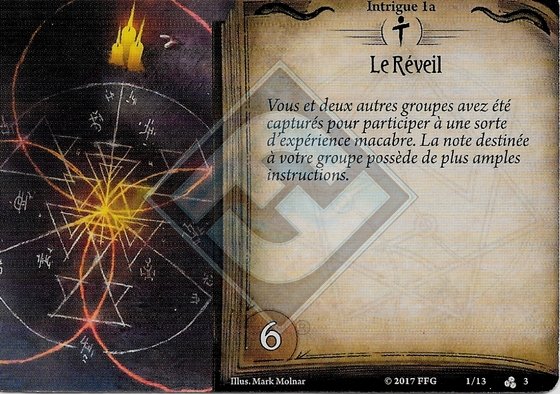 Intrigue 1a
Le Réveil
Vous et deux autres groupes avez été
capturés pour participer à une sorte
d'expérience macabre. La note destinée
à votre groupe possède de plus amples
instructions.
6
Illus. Mark Molnar © 2017 FFG 1/13 3